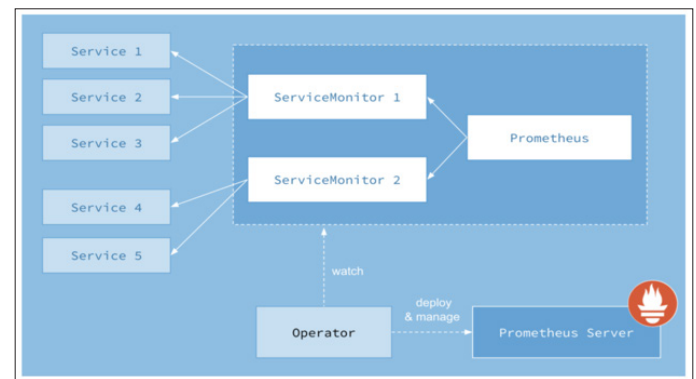 Service 1
Service 2
Service 3
Service 4
Service 5
ServiceMonitor 1
ServiceMonitor 2
Prometheus
watch
Operator
deploy
& manage
Prometheus Server